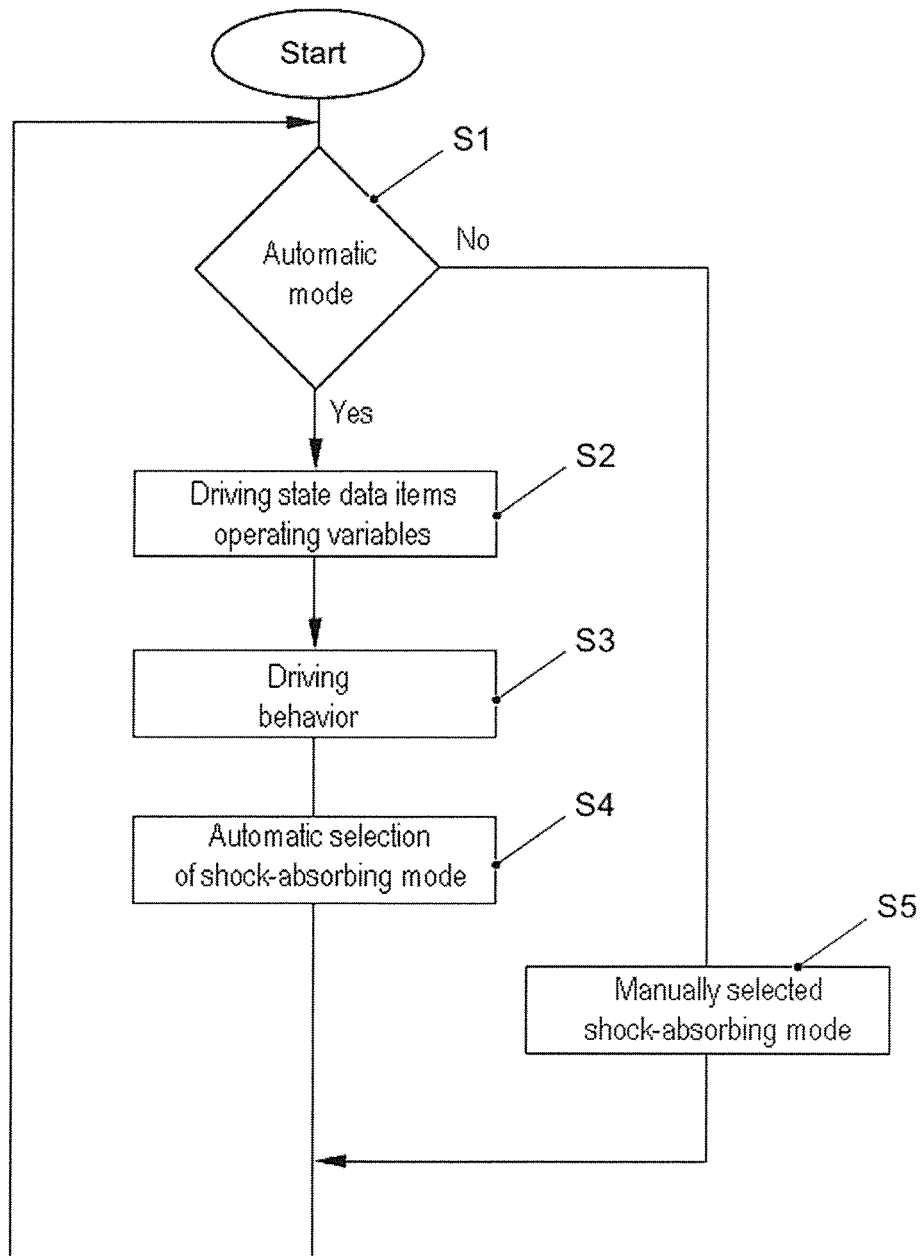 Start
S1
Automatic
mode
No
Yes
S2
Driving state data items
operating variables
S3
Driving
behavior
S4
Automatic selection
of shock-absorbing mode
S5
Manually selected
shock-absorbing mode